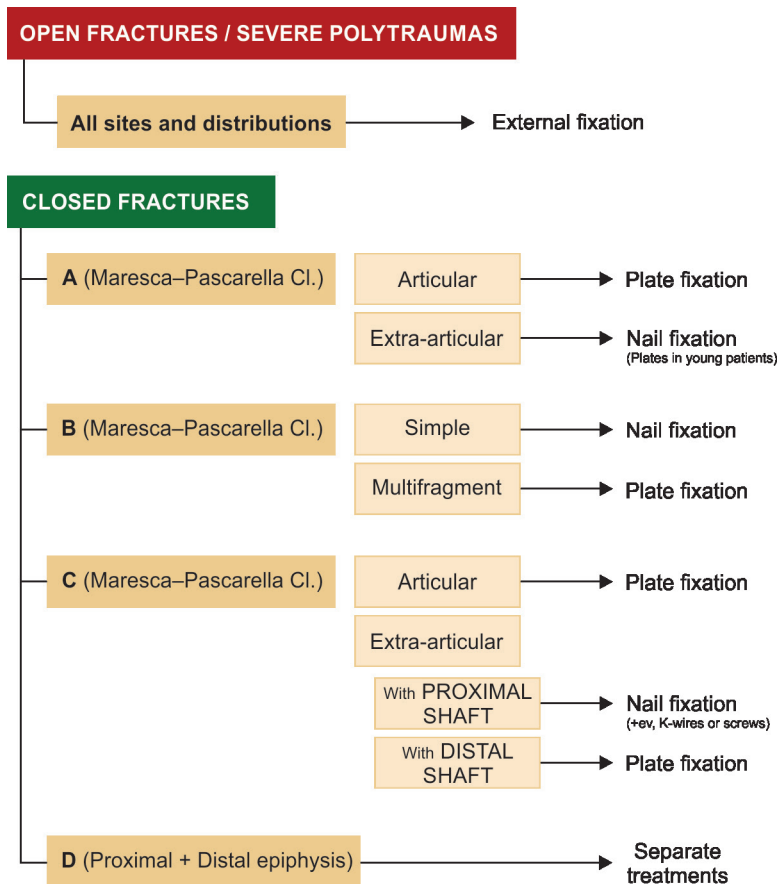 OPEN FRACTURES / SEVERE POLYTRAUMAS
All sites and distributions
External fixation
CLOSED FRACTURES
A (Maresca–Pascarella Cl.)
Articular
Plate fixation
Extra-articular
Nail fixation
(Plates in young patients)
B (Maresca–Pascarella Cl.)
Simple
Nail fixation
Multifragment
Plate fixation
C (Maresca–Pascarella Cl.)
Articular
Plate fixation
Extra-articular
With PROXIMAL
SHAFT
Nail fixation
(+ev, K-wires or screws)
With DISTAL
SHAFT
Plate fixation
D (Proximal + Distal epiphysis)
Separate
treatments